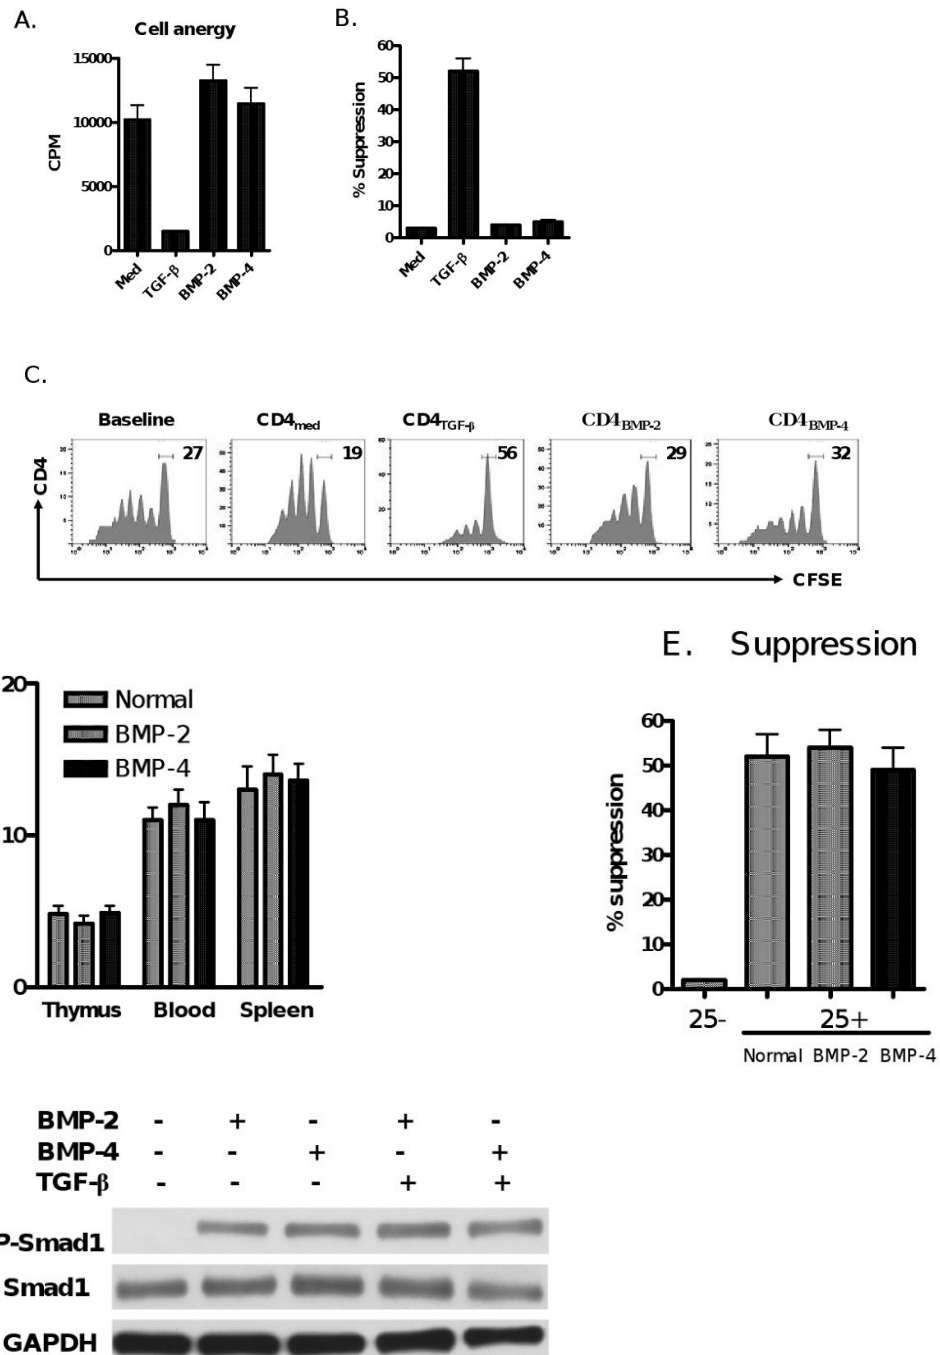 A.
Cell anergy
15000
10000
5000
0
CPM
Med
TGF-β
BMP-2
BMP-4
B.
60
50
40
30
20
10
0
% Suppression
Med
TGF-β
BMP-2
BMP-4
C.
Baseline
CD4med
CD4TGF-β
CD4BMP-2
CD4BMP-4
27
19
56
29
32
CD4
CFSE
20
10
0
Normal
BMP-2
BMP-4
Thymus Blood Spleen
E. Suppression
60
50
40
30
20
10
0
% suppression
25- 25+
Normal BMP-2 BMP-4
BMP-2 - + - + -
BMP-4 - - + - +
TGF-β - - - + +
P-Smad1
Smad1
GAPDH